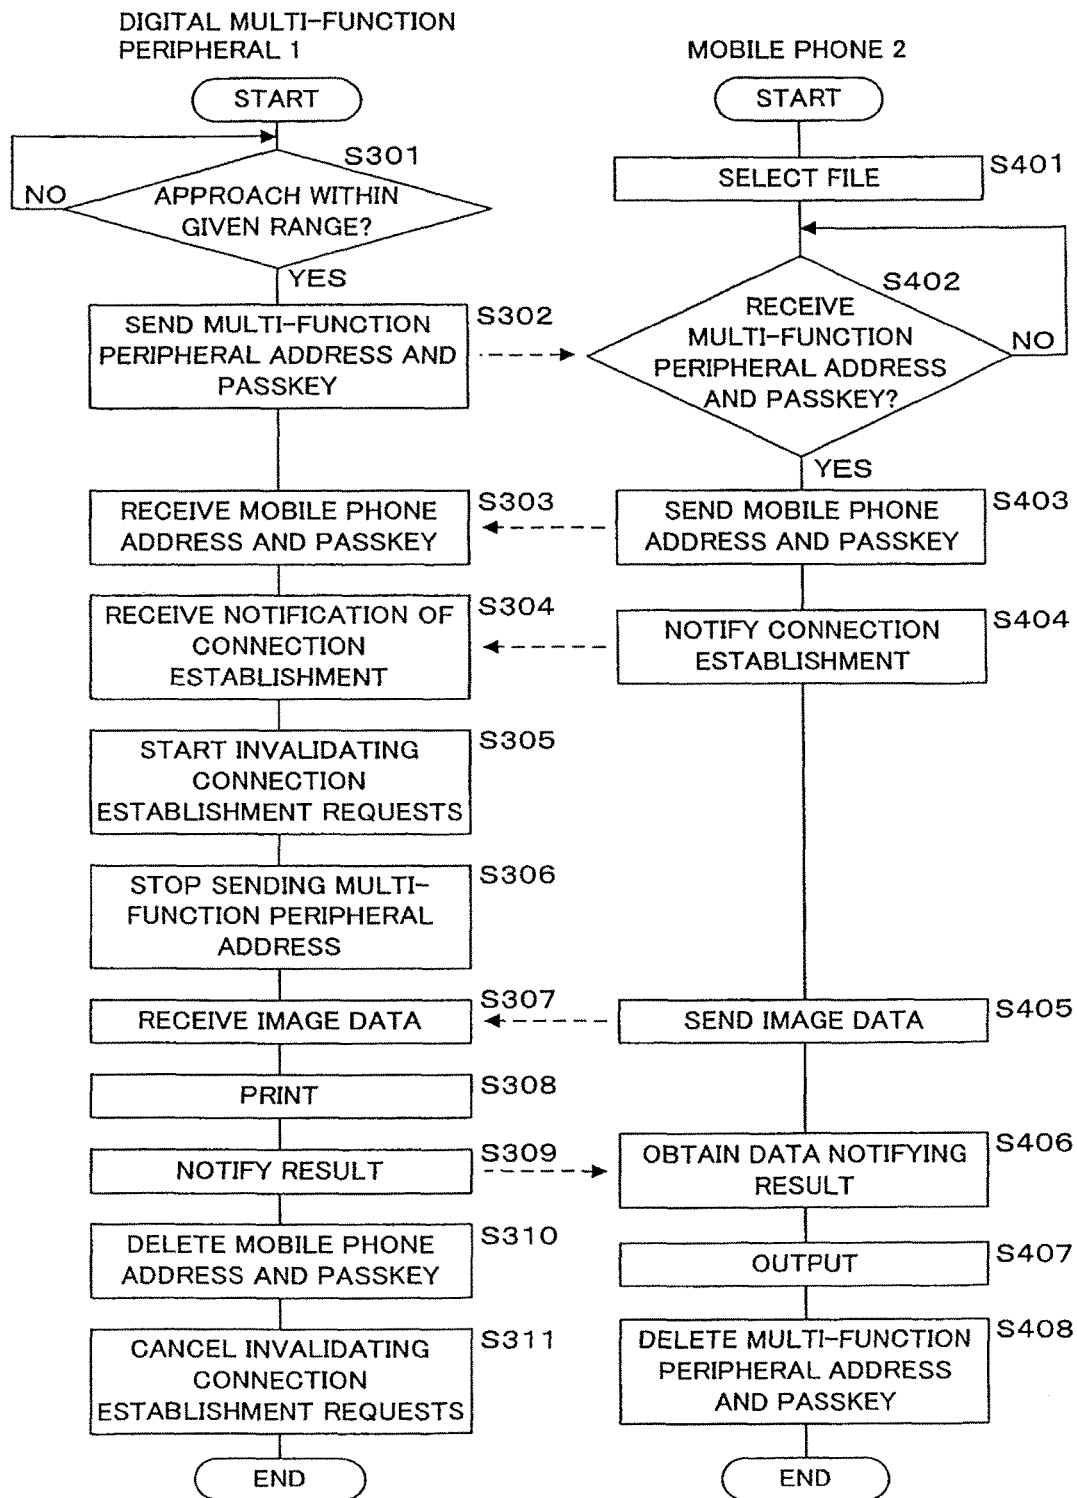 DIGITAL MULTI-FUNCTION
PERIPHERAL 1
START
S301
APPROACH WITHIN
GIVEN RANGE?
NO
YES
SEND MULTI-FUNCTION
PERIPHERAL ADDRESS AND
PASSKEY
S302
RECEIVE MOBILE PHONE
ADDRESS AND PASSKEY
S303
RECEIVE NOTIFICATION OF
CONNECTION
ESTABLISHMENT
S304
START INVALIDATING
CONNECTION
ESTABLISHMENT REQUESTS
S305
STOP SENDING MULTI-
FUNCTION PERIPHERAL
ADDRESS
S306
RECEIVE IMAGE DATA
S307
PRINT
S308
NOTIFY RESULT
S309
DELETE MOBILE PHONE
ADDRESS AND PASSKEY
S310
CANCEL INVALIDATING
CONNECTION
ESTABLISHMENT REQUESTS
S311
END
MOBILE PHONE 2
START
SELECT FILE
S401
S402
RECEIVE
MULTI-FUNCTION
PERIPHERAL ADDRESS
AND PASSKEY?
NO
YES
SEND MOBILE PHONE
ADDRESS AND PASSKEY
S403
NOTIFY CONNECTION
ESTABLISHMENT
S404
SEND IMAGE DATA
S405
OBTAIN DATA NOTIFYING
RESULT
S406
OUTPUT
S407
DELETE MULTI-FUNCTION
PERIPHERAL ADDRESS
AND PASSKEY
S408
END